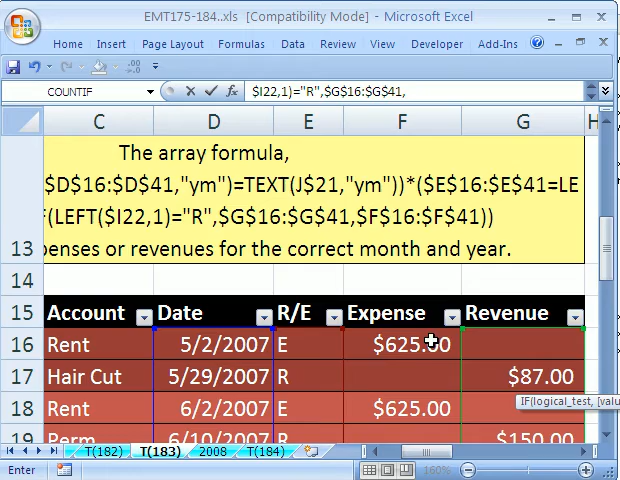 EMT175-184..xls [Compatibility Mode] - Microsoft Excel
Home Insert Page Layout Formulas Data Review View Developer Add-Ins
COUNTIF $I22,1)="R",$G$16:$G$41,
C D E F G H
The array formula,
$D$16:$D$41,"ym")=TEXT(J$21,"ym"))*($E$16:$E$41=LE
F(LEFT($I22,1)="R",$G$16:$G$41,$F$16:$F$41))
13 penses or revenues for the correct month and year.
14
15 Account Date R/E Expense Revenue
16 Rent 5/2/2007 E $625.00
17 Hair Cut 5/29/2007 R $87.00
IF(logical_test, [valu
18 Rent 6/2/2007 E $625.00
19 Perm 6/10/2007 R $150.00
T(182) T(183) 2008 T(184)
Enter 160%